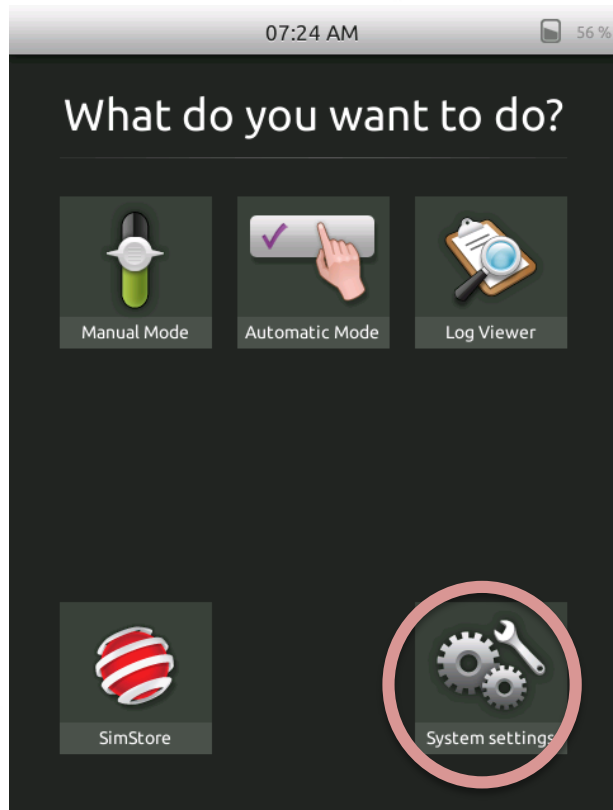 07:24 AM 56 %
What do you want to do?
Manual Mode Automatic Mode Log Viewer
SimStore System settings